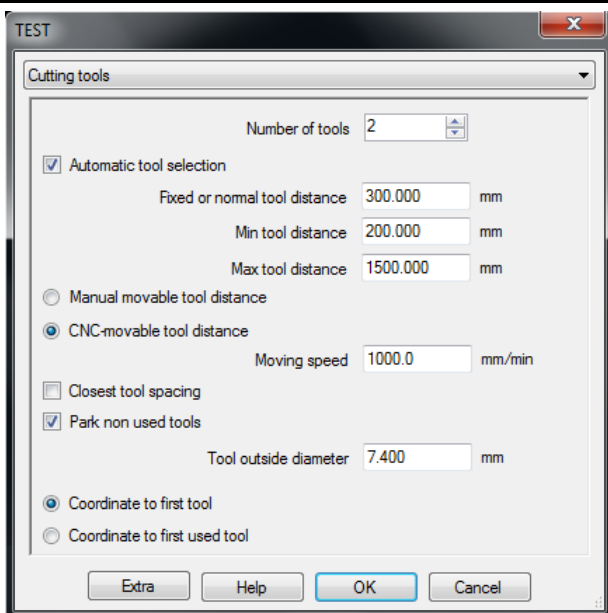 TEST
Cutting tools
Number of tools 2
Automatic tool selection
Fixed or normal tool distance 300.000 mm
Min tool distance 200.000 mm
Max tool distance 1500.000 mm
Manual movable tool distance
CNC-movable tool distance
Moving speed 1000.0 mm/min
Closest tool spacing
Park non used tools
Tool outside diameter 7.400 mm
Coordinate to first tool
Coordinate to first used tool
Extra Help OK Cancel